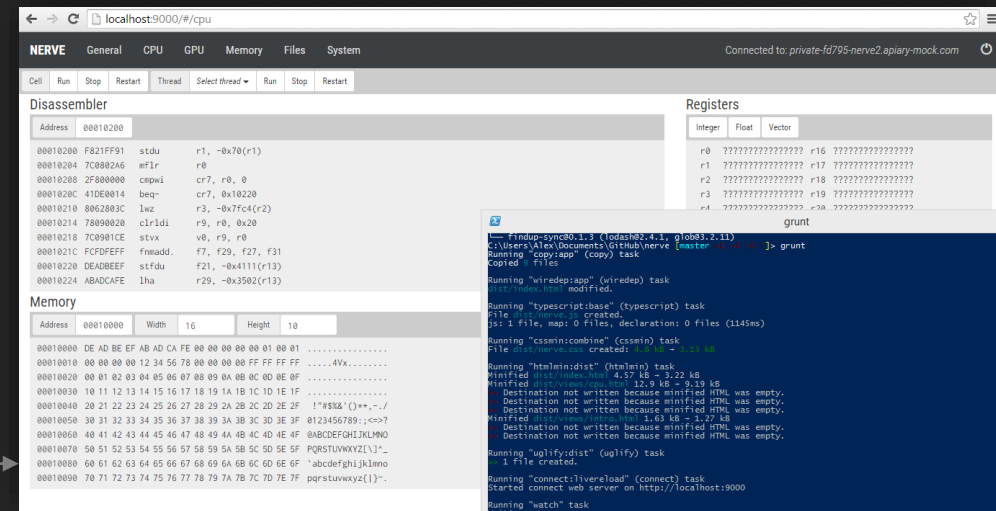 localhost:9000/#/cpu
NERVE General CPU GPU Memory Files System Connected to: private-fd795-nerve2.apiary-mock.com
Cell Run Stop Restart Thread Select thread Run Stop Restart
Disassembler
Address 00010200
00010200 F821FF91 stdu r1, -0x70(r1)
00010204 7C0802A6 mflr r0
00010208 2F800000 cmpwi cr7, r0, 0
0001020C 41DE0014 beq- cr7, 0x10220
00010210 8062803C lwz r3, -0x7fc4(r2)
00010214 78090020 clrldi r9, r0, 0x20
00010218 7C0901CE stvx v0, r9, r0
0001021C FCFDFEFF fnmadd. f7, f29, f27, f31
00010220 DEADBEEF stfdu f21, -0x4111(r13)
00010224 ABADCAFE lha r29, -0x3502(r13)
Registers
Integer Float Vector
r0 ???????????????? r16 ????????????????
r1 ???????????????? r17 ????????????????
r2 ???????????????? r18 ????????????????
r3 ???????????????? r19 ????????????????
r4 ???????????????? r20 ????????????????
Memory
Address 00010000 Width 16 Height 10
00010000 DE AD BE EF AB AD CA FE 00 00 00 00 00 01 00 01 ................
00010010 00 00 00 00 12 34 56 78 00 00 00 00 FF FF FF FF .....4Vx........
00010020 00 01 02 03 04 05 06 07 08 09 0A 0B 0C 0D 0E 0F ................
00010030 10 11 12 13 14 15 16 17 18 19 1A 1B 1C 1D 1E 1F ................
00010040 20 21 22 23 24 25 26 27 28 29 2A 2B 2C 2D 2E 2F !"#$%&'()*+,-./
00010050 30 31 32 33 34 35 36 37 38 39 3A 3B 3C 3D 3E 3F 0123456789:;<=>?
00010060 40 41 42 43 44 45 46 47 48 49 4A 4B 4C 4D 4E 4F @ABCDEFGHIJKLMNO
00010070 50 51 52 53 54 55 56 57 58 59 5A 5B 5C 5D 5E 5F PQRSTUVWXYZ[\]^_
00010080 60 61 62 63 64 65 66 67 68 69 6A 6B 6C 6D 6E 6F 'abcdefghijklmno
00010090 70 71 72 73 74 75 76 77 78 79 7A 7B 7C 7D 7E 7F pqrstuvwxyz{|}~.
grunt
└── findup-sync@0.1.3 (lodash@2.4.1, glob@3.2.11)
C:\Users\Alex\Documents\GitHub\nerve [master]> grunt
Running "copy:app" (copy) task
Copied 9 files
Running "wiredep:app" (wiredep) task
dist/index.html modified.
Running "typescript:base" (typescript) task
File dist/nerve.js created.
js: 1 file, map: 0 files, declaration: 0 files (1145ms)
Running "cssmin:combine" (cssmin) task
File dist/nerve.css created: 4.8 kB → 3.13 kB
Running "htmlmin:dist" (htmlmin) task
Minified dist/index.html 4.57 kB → 3.22 kB
Minified dist/views/cpu.html 12.9 kB → 9.19 kB
>> Destination not written because minified HTML was empty.
>> Destination not written because minified HTML was empty.
>> Destination not written because minified HTML was empty.
Minified dist/views/intro.html 1.63 kB → 1.27 kB
>> Destination not written because minified HTML was empty.
>> Destination not written because minified HTML was empty.
Running "uglify:dist" (uglify) task
>> 1 file created.
Running "connect:livereload" (connect) task
Started connect web server on http://localhost:9000
Running "watch" task